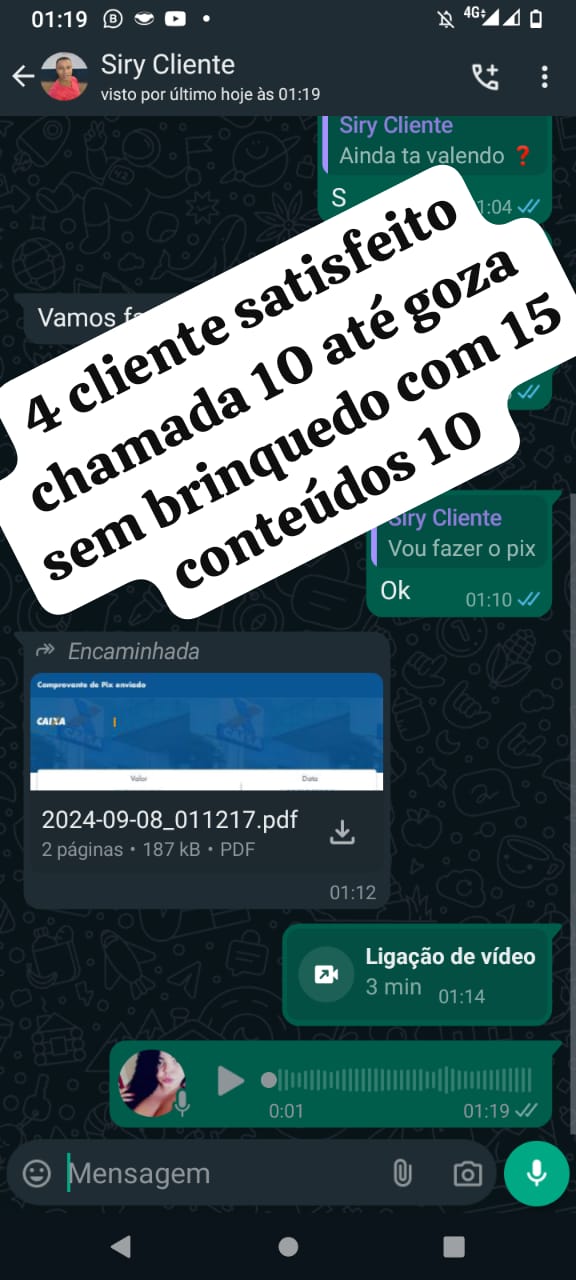 01:19
4G
Siry Cliente
visto por último hoje às 01:19
Siry Cliente
Ainda ta valendo ❓
S
1:04
Vamos
4 cliente satisfeito
chamada 10 até goza
sem brinquedo com 15
conteúdos 10
Siry Cliente
Vou fazer o pix
Ok
01:10
Encaminhada
Comprovante de Pix enviado
CAIXA
Valor
Data
2024-09-08_011217.pdf
2 páginas • 187 kB • PDF
01:12
Ligação de vídeo
3 min
01:14
0:01
01:19
Mensagem